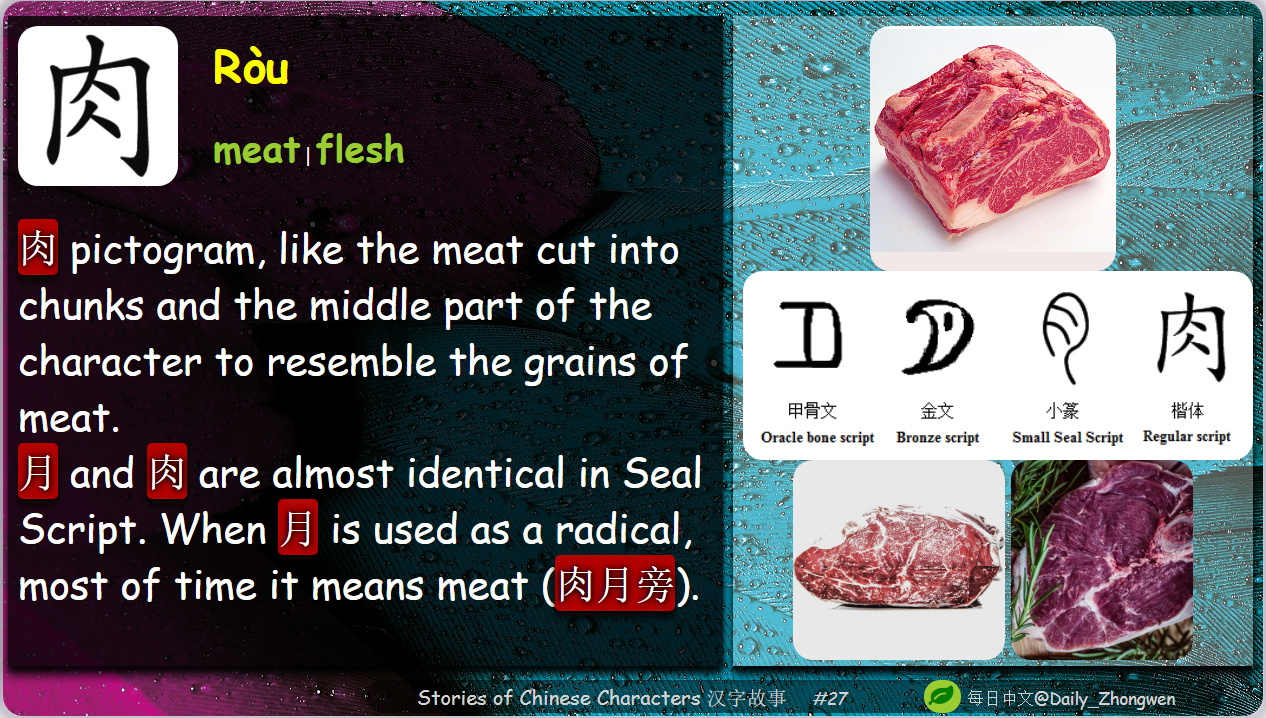 肉
Ròu
meat | flesh
肉 pictogram, like the meat cut into
chunks and the middle part of the
character to resemble the grains of
meat.
月 and 肉 are almost identical in Seal
Script. When 月 is used as a radical,
most of time it means meat (肉月旁).
肉
甲骨文 金文 小篆 楷体
Oracle bone script Bronze script Small Seal Script Regular script
Stories of Chinese Characters 汉字故事 #27
每日中文@Daily_Zhongwen